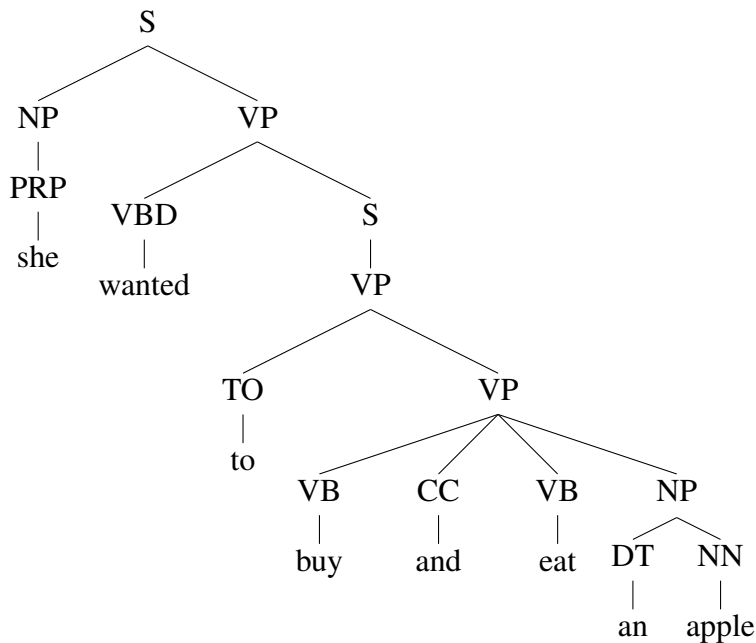 S
NP VP
PRP VBD S
she wanted VP
TO VP
to
VB CC VB NP
buy and eat DT NN
an apple